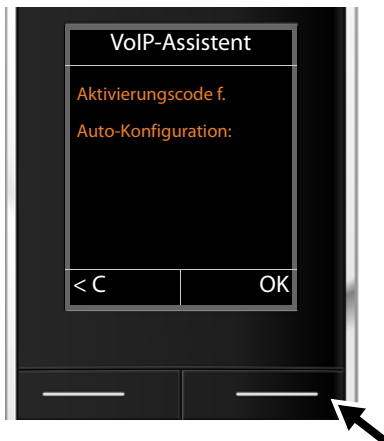 VoIP-Assistent
Aktivierungscode f.
Auto-Konfiguration:
< C OK